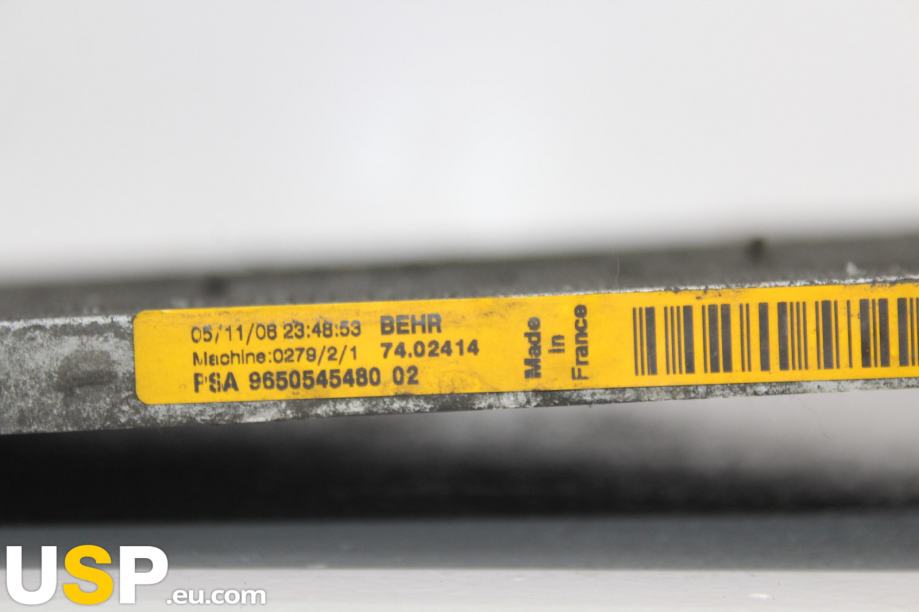 05/11/06 23:48:53 BEHR
Machine:0279/2/1 74.02414
PSA 9650545480 02
Made
in
France
USP.eu.com